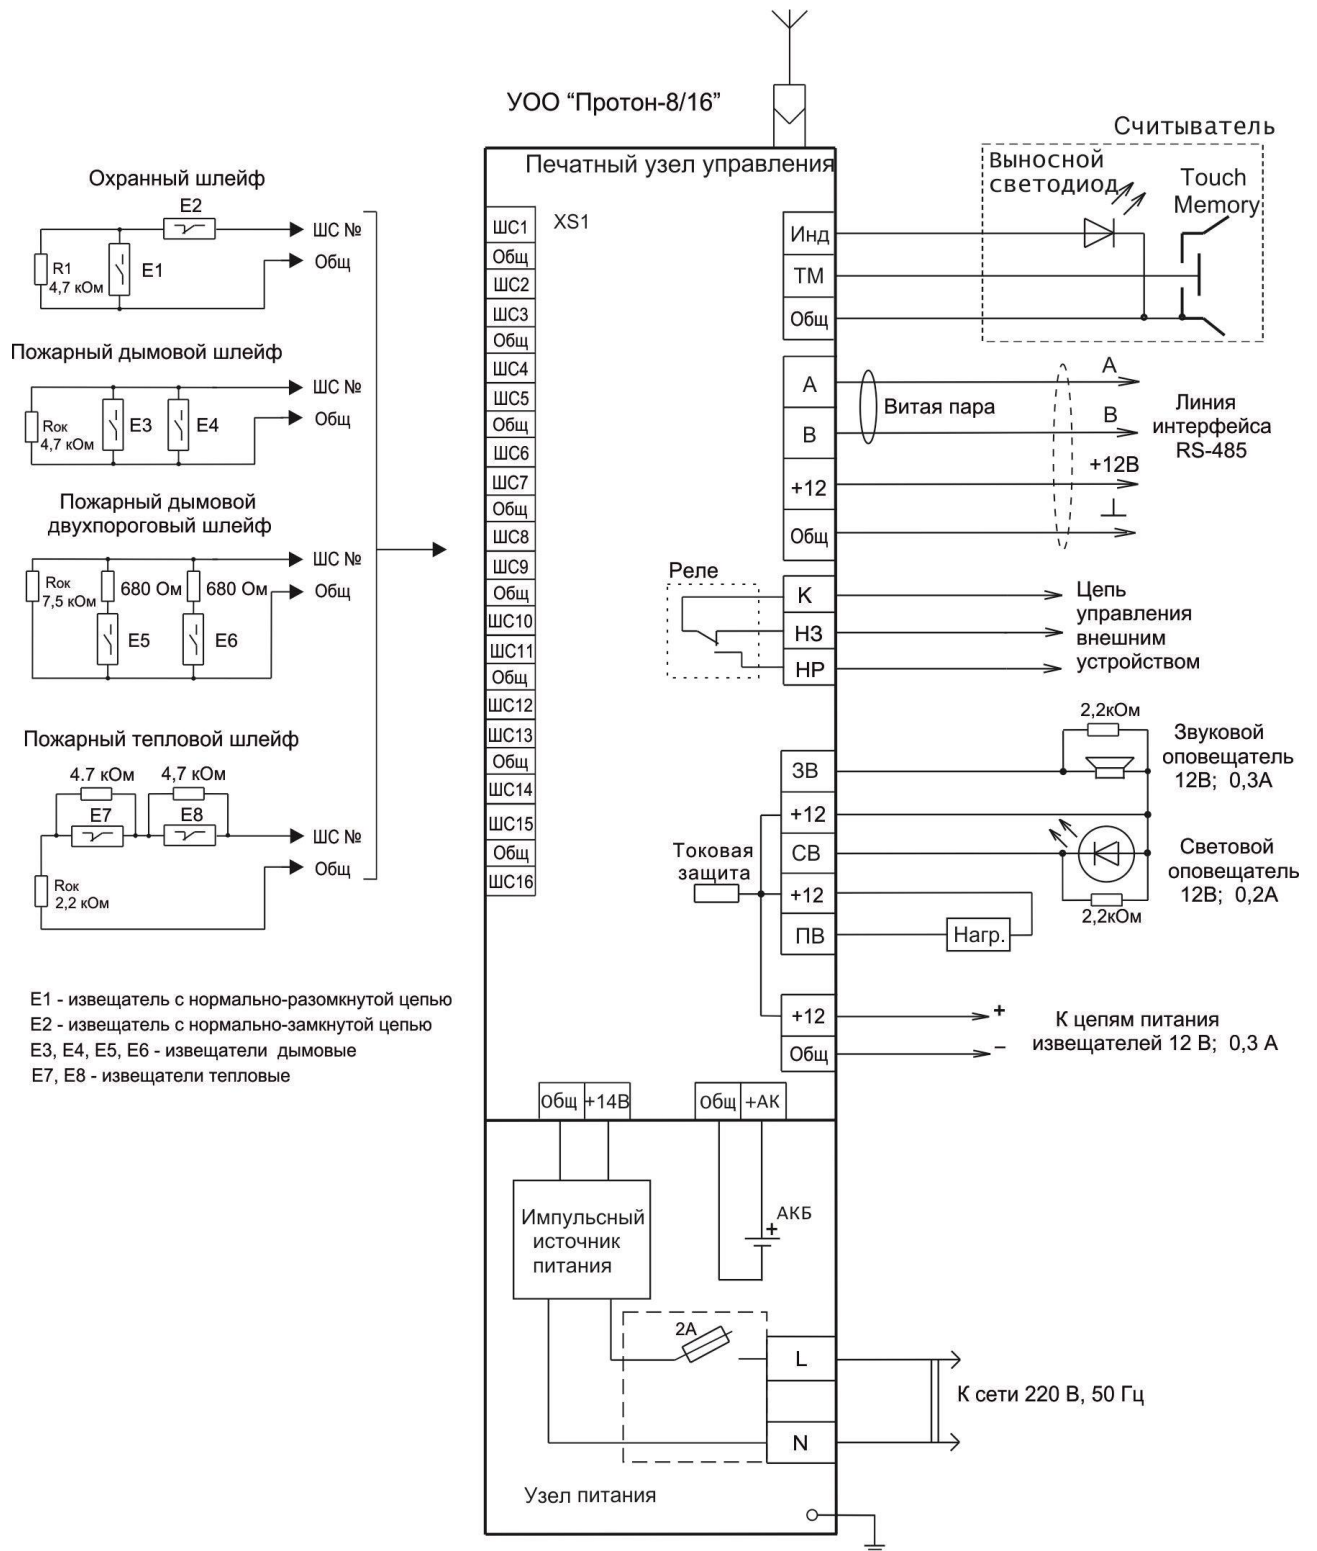 УОО “Протон-8/16”
Печатный узел управления
XS1
Охранный шлейф
E2
ШС №
Общ
R1
4,7 кОм
E1
Пожарный дымовой шлейф
ШС №
Общ
Rок
4,7 кОм
E3
E4
Пожарный дымовой
двухпороговый шлейф
ШС №
Общ
Rок
7,5 кОм
680 Ом
680 Ом
E5
E6
Пожарный тепловой шлейф
4.7 кОм
4,7 кОм
E7
E8
ШС №
Общ
Rок
2,2 кОм
E1 - извещатель с нормально-разомкнутой цепью
E2 - извещатель с нормально-замкнутой цепью
E3, E4, E5, E6 - извещатели дымовые
E7, E8 - извещатели тепловые
ШС1
Общ
ШС2
ШС3
Общ
ШС4
ШС5
Общ
ШС6
ШС7
Общ
ШС8
ШС9
Общ
ШС10
ШС11
Общ
ШС12
ШС13
Общ
ШС14
ШС15
Общ
ШС16
Считыватель
Выносной
светодиод
Touch
Memory
Инд
ТМ
Общ
А
В
+12
Общ
Витая пара
А
В
+12В
Линия
интерфейса
RS-485
Реле
К
НЗ
НР
Цепь
управления
внешним
устройством
ЗВ
+12
СВ
+12
ПВ
Токовая
защита
2,2кОм
Звуковой
оповещатель
12В; 0,3А
Световой
оповещатель
12В; 0,2А
2,2кОм
Нагр.
+12
Общ
+
–
К цепям питания
извещателей 12 В; 0,3 А
Общ
+14В
Общ
+АК
Импульсный
источник
питания
+
АКБ
2А
L
N
К сети 220 В, 50 Гц
Узел питания